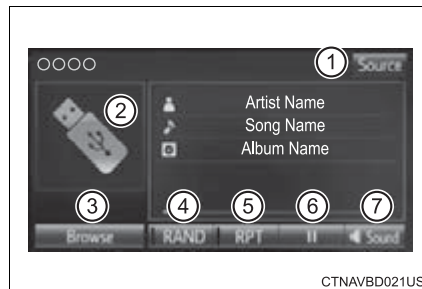 ○○○○ 1 Source
2
Artist Name
Song Name
Album Name
3 4 5 6 7
Browse RAND RPT II Sound
CTNAVBD021US